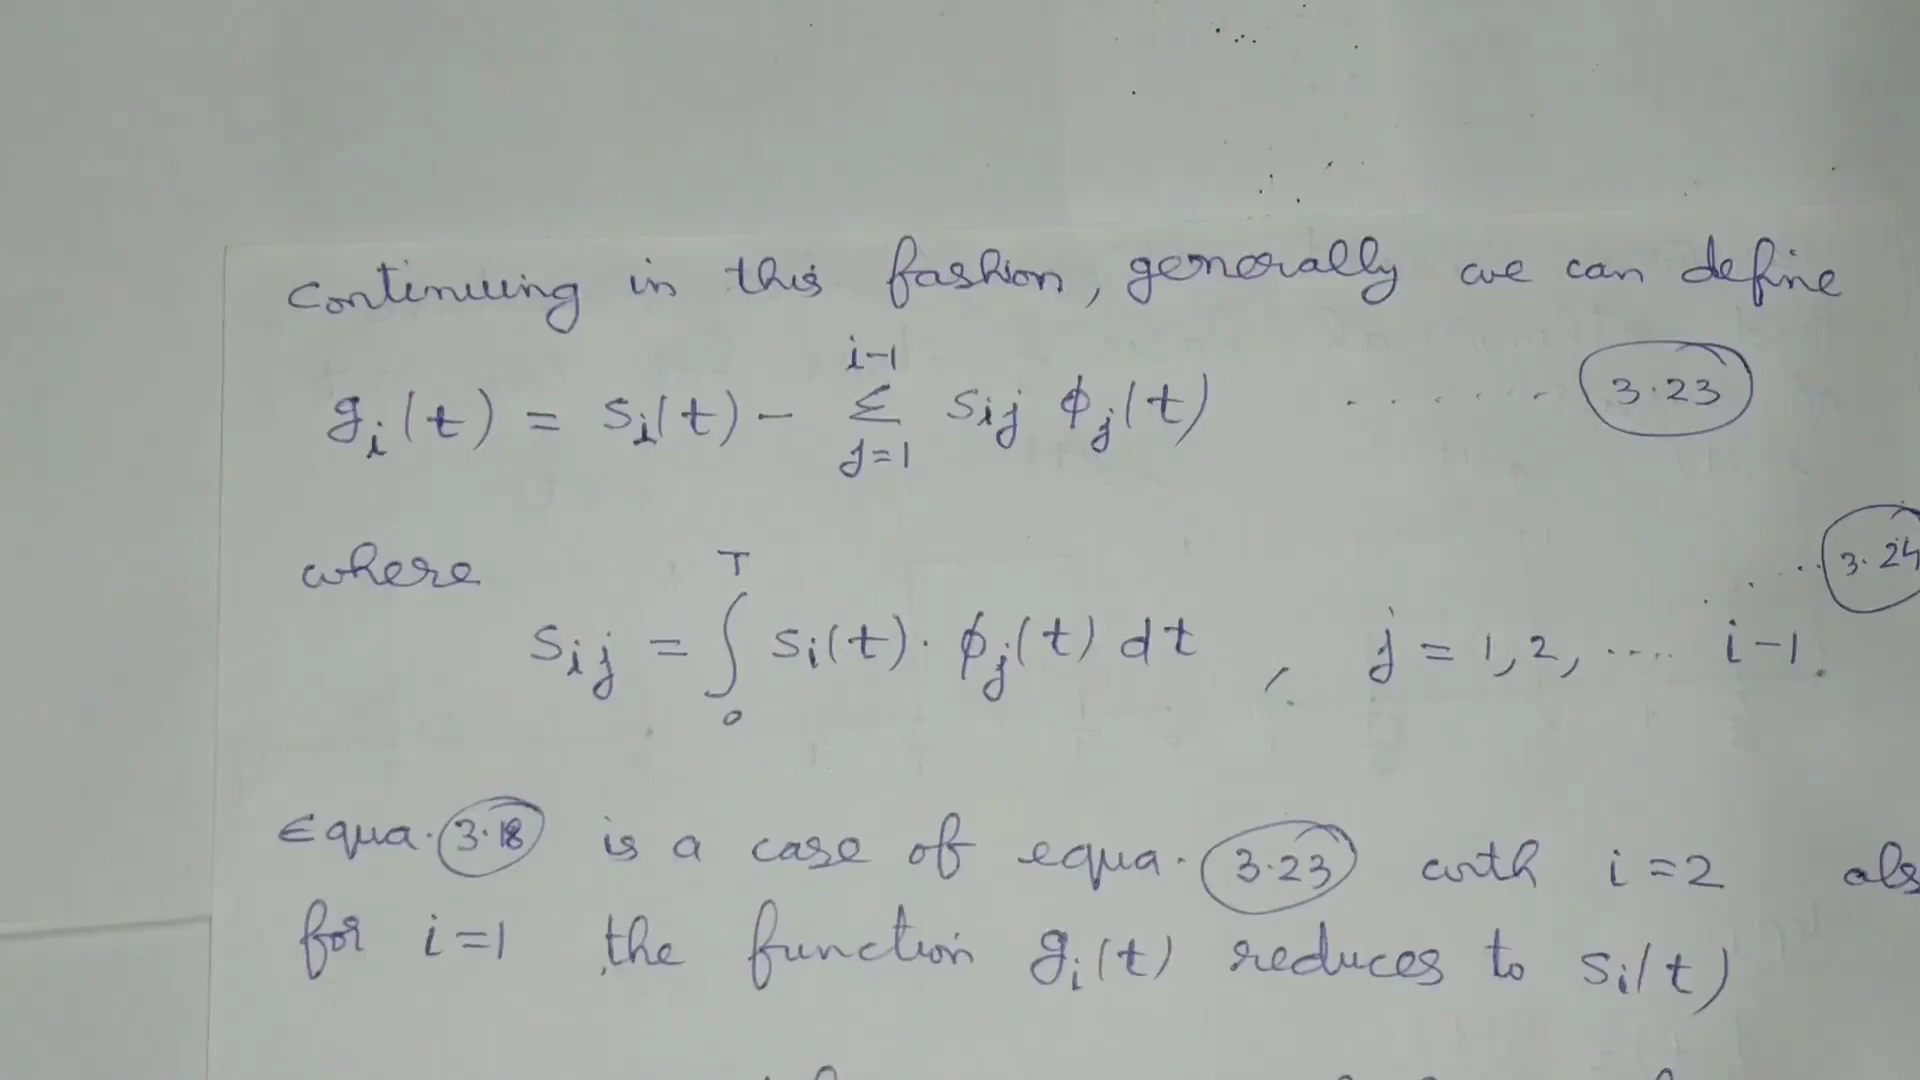 continuing in this fashion, generally we can define
gᵢ(t) = sᵢ(t) - Σ_{j=1}^{i-1} sᵢⱼ ϕⱼ(t) ...... 3.23
where ..... 3.24
sᵢⱼ = ∫₀ᵀ sᵢ(t). ϕⱼ(t) dt , j = 1,2, .... i-1.
Equa. 3.18 is a case of equa. 3.23 with i=2
for i=1 the function gᵢ(t) reduces to sᵢ(t)